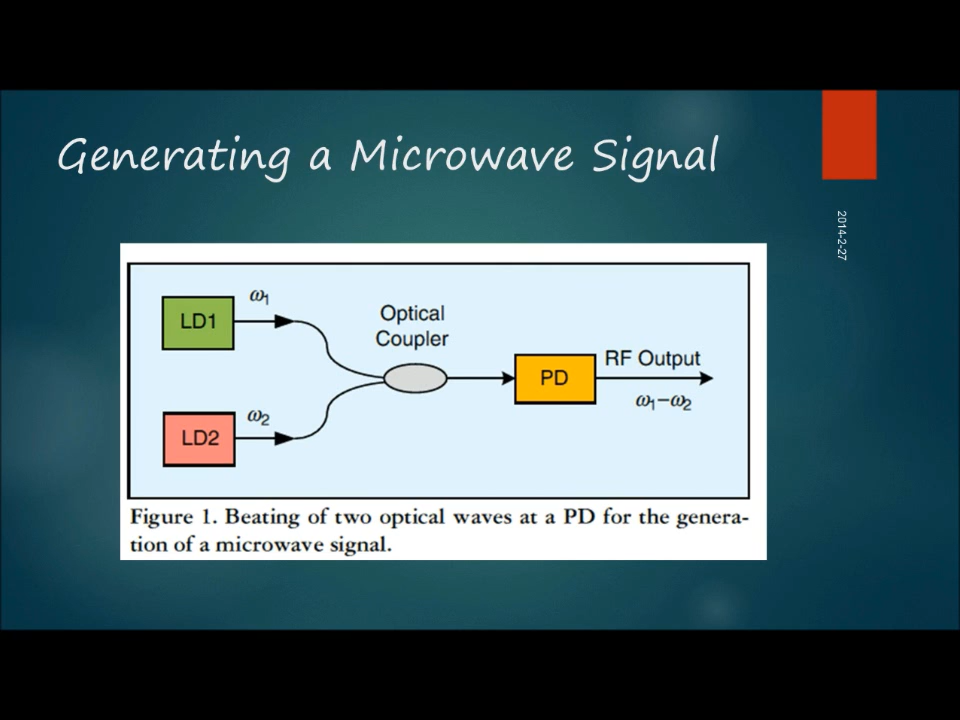 Generating a Microwave Signal
2014-2-27
ω1
LD1
Optical
Coupler
RF Output
PD
ω1−ω2
ω2
LD2
Figure 1. Beating of two optical waves at a PD for the genera-
tion of a microwave signal.